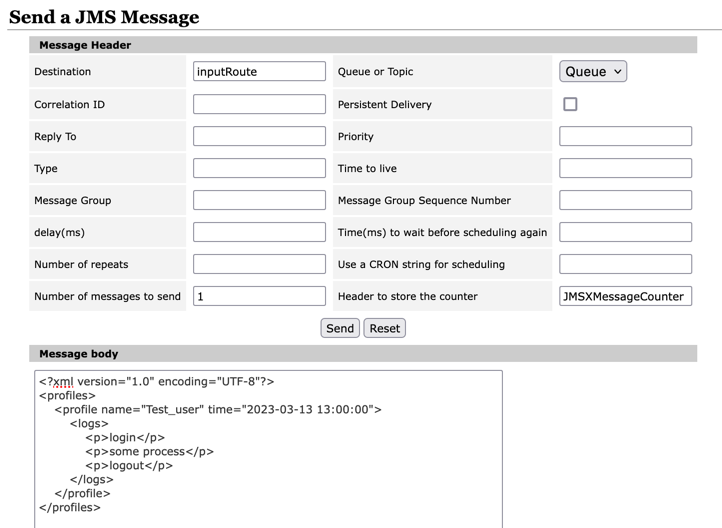 Send a JMS Message
Message Header
Destination inputRoute Queue or Topic Queue
Correlation ID Persistent Delivery
Reply To Priority
Type Time to live
Message Group Message Group Sequence Number
delay(ms) Time(ms) to wait before scheduling again
Number of repeats Use a CRON string for scheduling
Number of messages to send 1 Header to store the counter JMSXMessageCounter
Send Reset
Message body
<?xml version="1.0" encoding="UTF-8"?>
<profiles>
<profile name="Test_user" time="2023-03-13 13:00:00">
<logs>
<p>login</p>
<p>some process</p>
<p>logout</p>
</logs>
</profile>
</profiles>